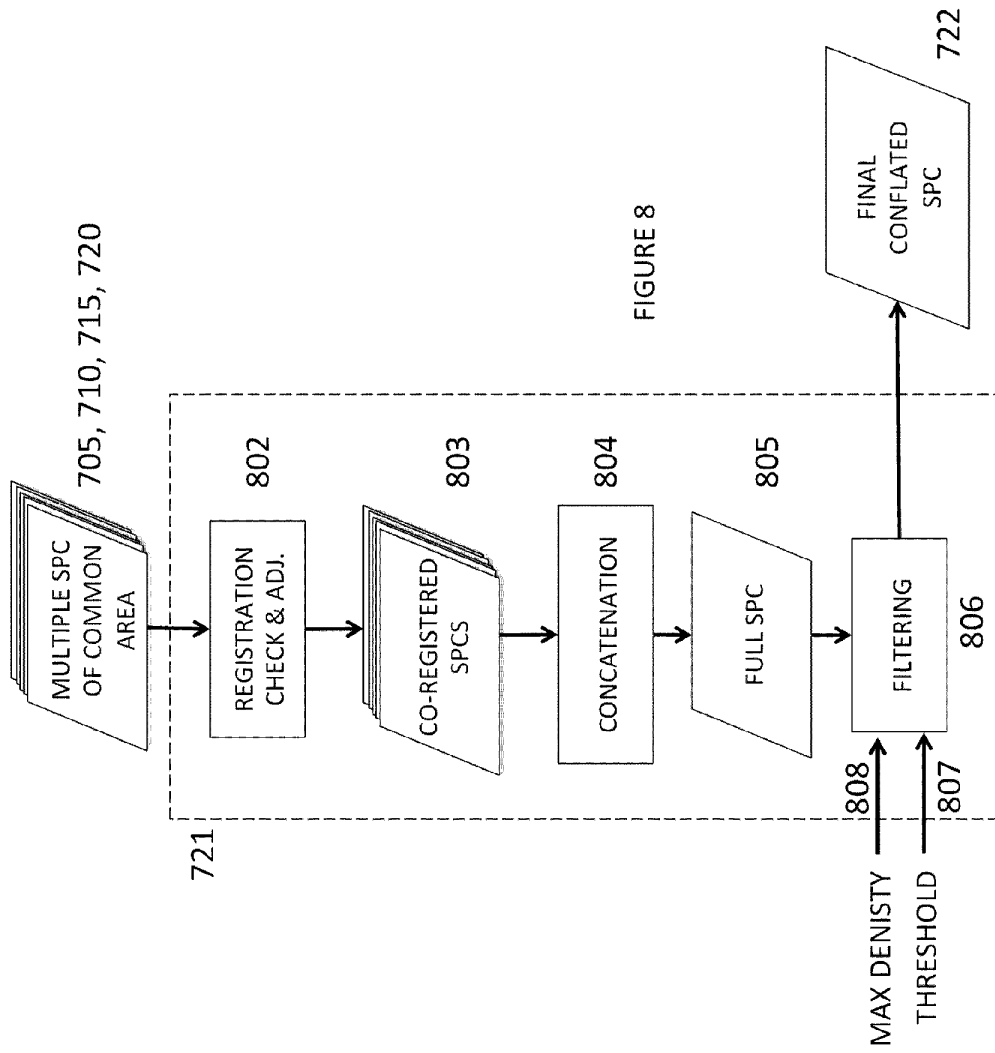 MULTIPLE SPC
OF COMMON
AREA
705, 710, 715, 720
721
REGISTRATION
CHECK & ADJ.
802
CO-REGISTERED
SPCS
803
CONCATENATION
804
FULL SPC
805
MAX DENISTY
808
THRESHOLD
807
FILTERING
806
FINAL
CONFLATED
SPC
722
FIGURE 8